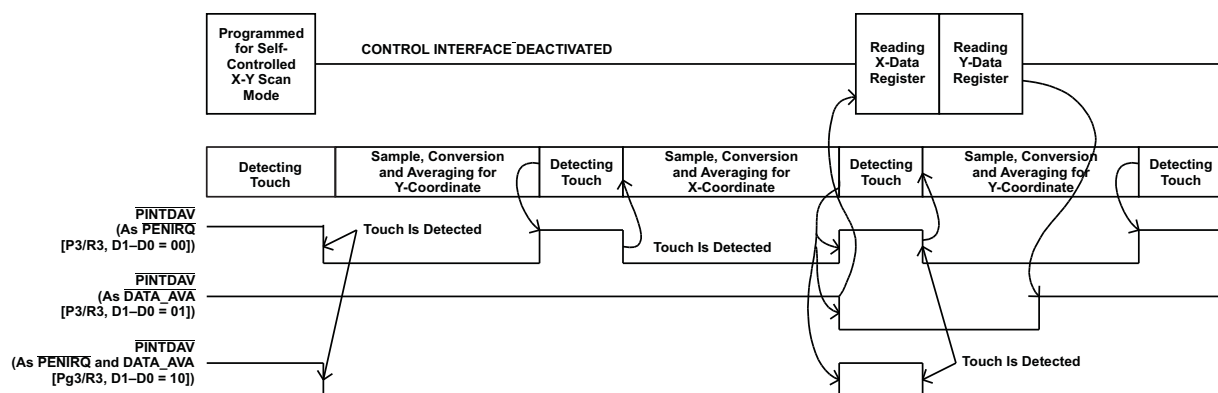 Programmed
for Self-
Controlled
X-Y Scan
Mode
CONTROL INTERFACE DEACTIVATED
Reading
X-Data
Register
Reading
Y-Data
Register
Detecting
Touch
Sample, Conversion
and Averaging for
Y-Coordinate
Detecting
Touch
Sample, Conversion
and Averaging for
X-Coordinate
Detecting
Touch
Sample, Conversion
and Averaging for
Y-Coordinate
Detecting
Touch
PINTDAV
(As PENIRQ
[P3/R3, D1–D0 = 00])
Touch Is Detected
Touch Is Detected
PINTDAV
(As DATA_AVA
[P3/R3, D1–D0 = 01])
PINTDAV
(As PENIRQ and DATA_AVA
[Pg3/R3, D1–D0 = 10])
Touch Is Detected